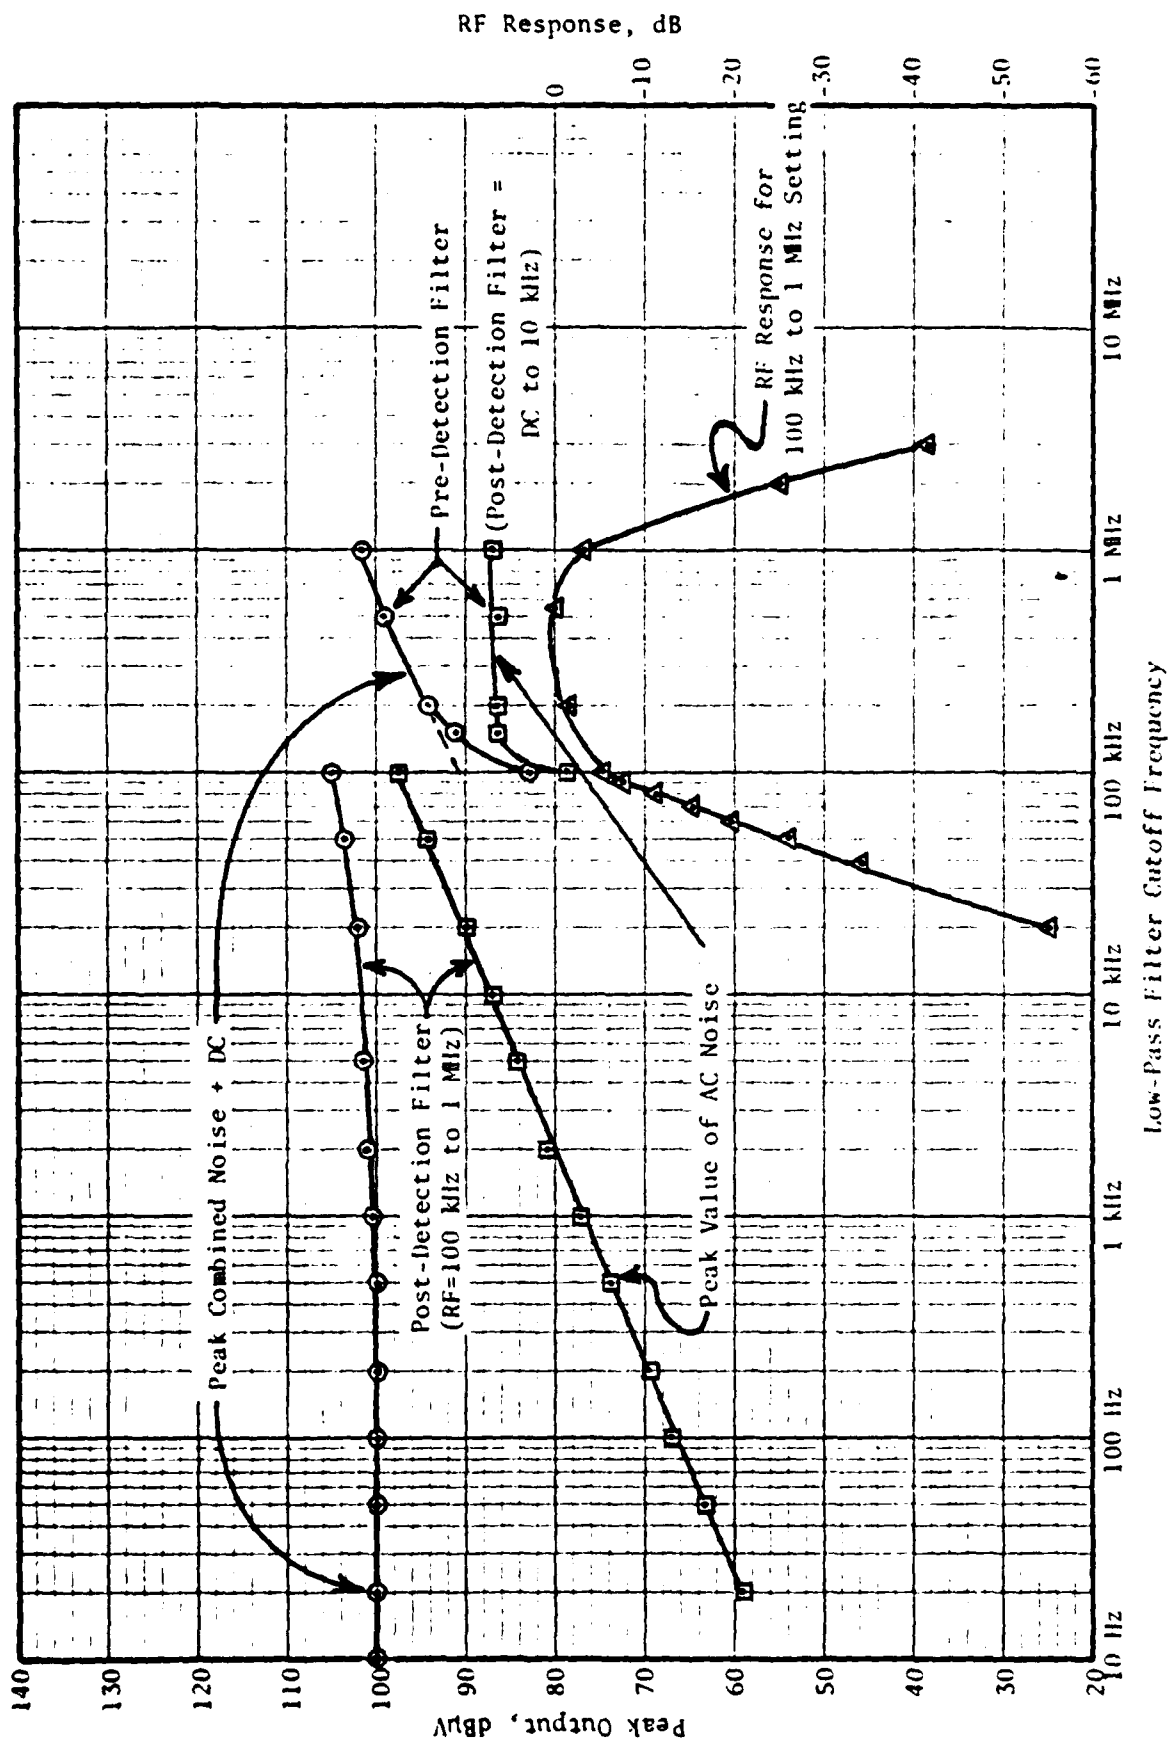 RF Response, dB
0
-10
-20
-30
-40
-50
-60
140
130
120
110
100
90
80
70
60
50
40
30
20
Peak Output, dBµV
10 Hz
100 Hz
1 kHz
10 kHz
100 kHz
1 MHz
10 MHz
Low-Pass Filter Cutoff Frequency
Peak Combined Noise + DC
Post-Detection Filter
(RF=100 kHz to 1 MHz)
Peak Value of AC Noise
Pre-Detection Filter
(Post-Detection Filter =
DC to 10 kHz)
RF Response for
100 kHz to 1 MHz Setting